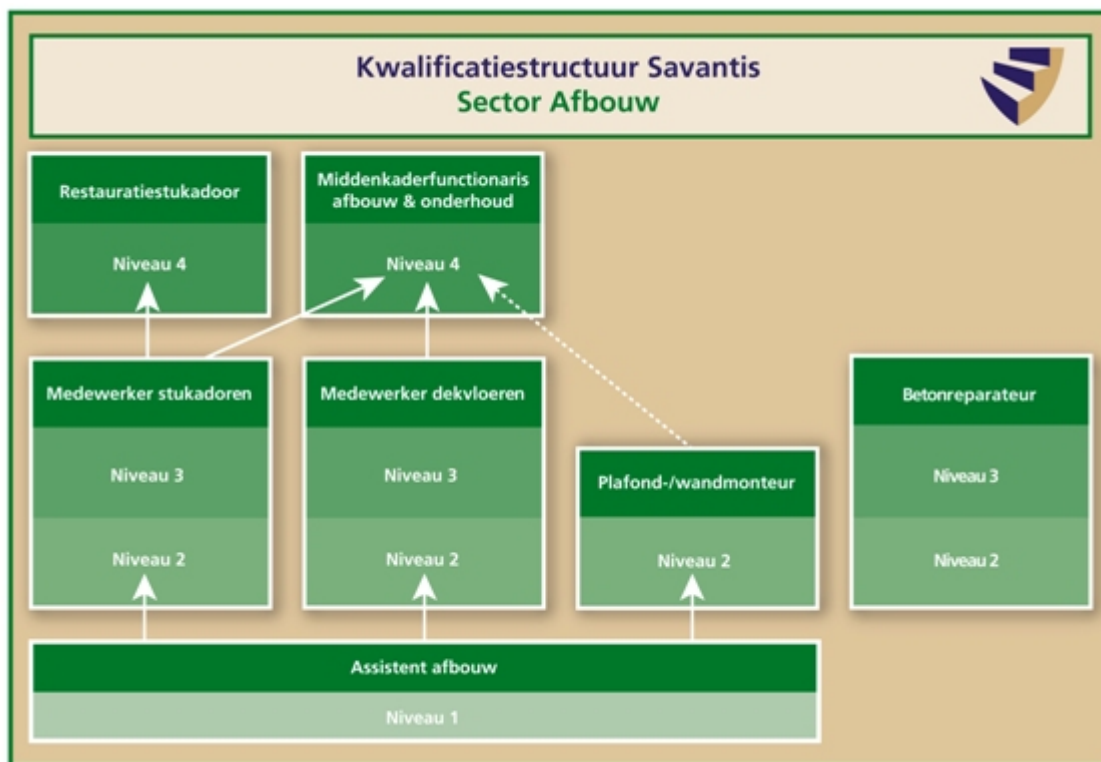 Kwalificatiestructuur Savantis
Sector Afbouw
Restauratiestukadoor
Niveau 4
Middenkaderfunctionaris
afbouw & onderhoud
Niveau 4
Medewerker stukadoren
Niveau 3
Niveau 2
Medewerker dekvloeren
Niveau 3
Niveau 2
Plafond-/wandmonteur
Niveau 2
Betonreparateur
Niveau 3
Niveau 2
Assistent afbouw
Niveau 1